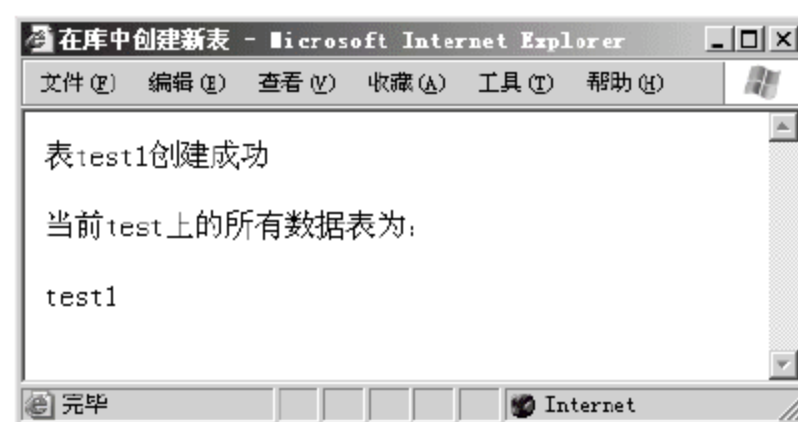 在库中创建新表 - Microsoft Internet Explorer
文件(F) 编辑(E) 查看(V) 收藏(A) 工具(T) 帮助(H)
表test1创建成功
当前test上的所有数据表为:
test1
完毕 Internet